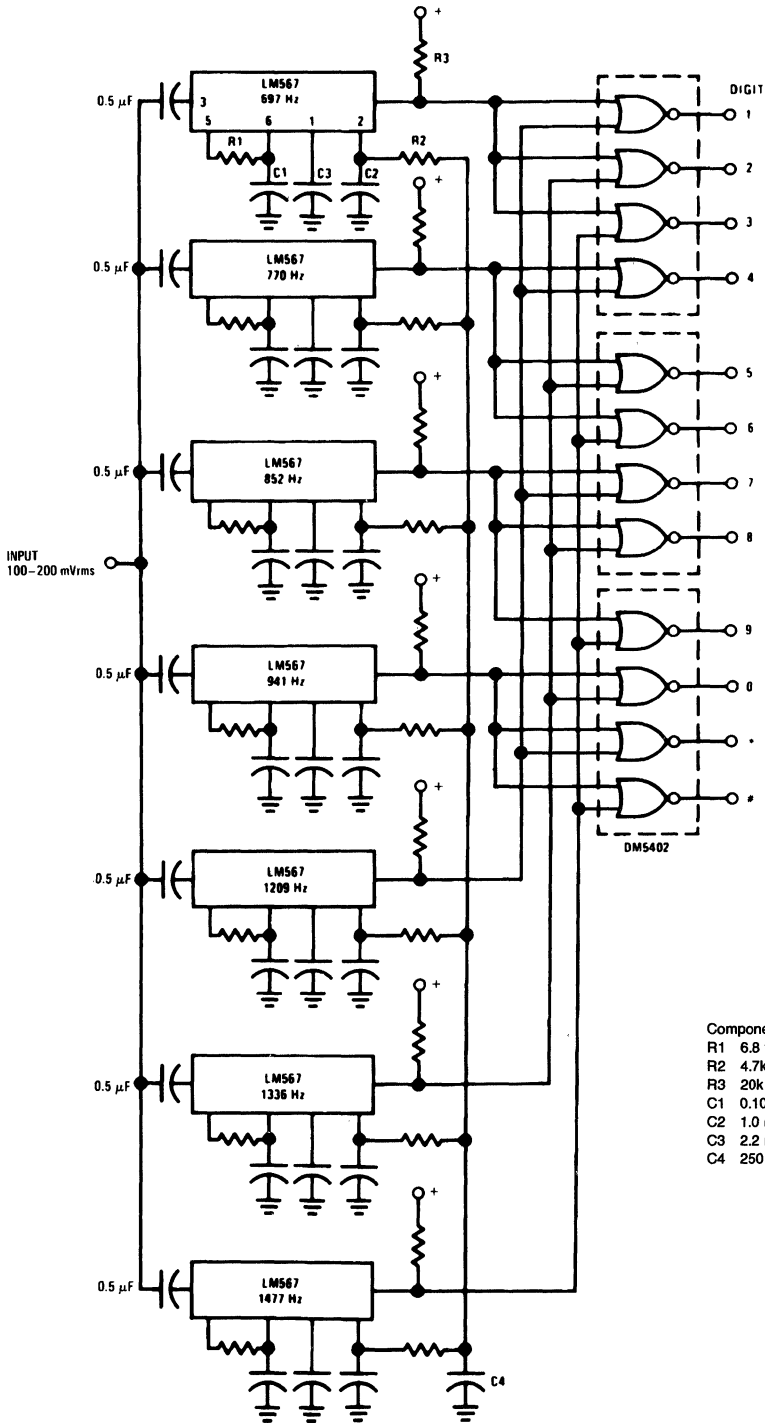 +
R3
LM567
697 Hz
0.5 μF
3
5
6
1
2
R1
R2
C1
C3
C2
+
DIGIT
1
2
3
4
0.5 μF
LM567
770 Hz
+
5
6
7
8
0.5 μF
LM567
852 Hz
INPUT
100–200 mVrms
+
9
0
*
#
DM5402
0.5 μF
LM567
941 Hz
+
0.5 μF
LM567
1209 Hz
+
0.5 μF
LM567
1336 Hz
+
0.5 μF
LM567
1477 Hz
C4
R1 6.8
R2 4.7k
R3 20k
C1 0.10
C2 1.0
C3 2.2
C4 250